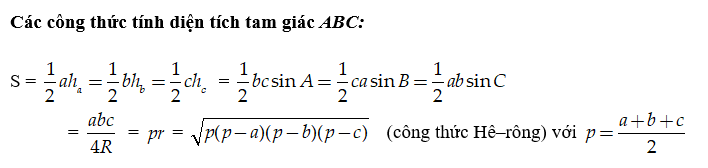 Các công thức tính diện tích tam giác ABC:
S = \frac{1}{2}ah_a = \frac{1}{2}bh_b = \frac{1}{2}ch_c = \frac{1}{2}bc sin A = \frac{1}{2}ca sin B = \frac{1}{2}ab sin C
= \frac{abc}{4R} = pr = \sqrt{p(p−a)(p−b)(p−c)} (công thức Hê–rông) với p = \frac{a+b+c}{2}